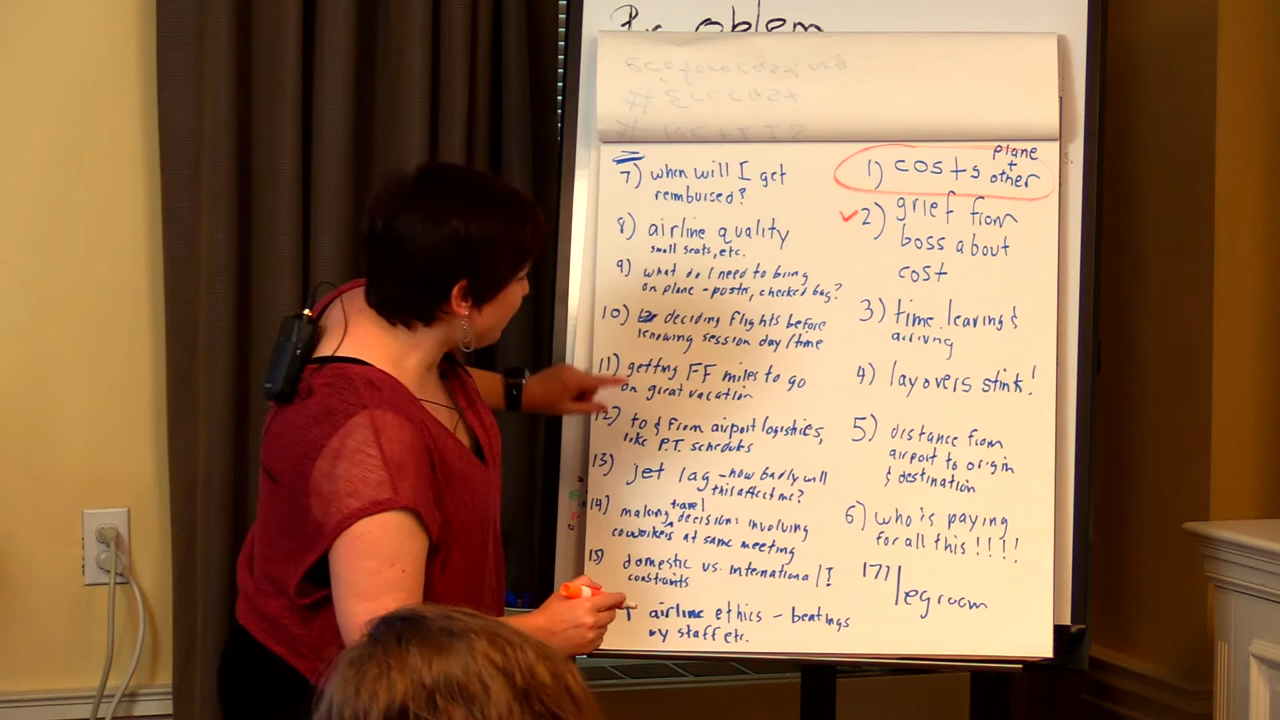 Problem
7) when will I get
reimbursed?
8) airline quality
small seats, etc.
9) what do I need to bring
on plane - poster, checked bag?
10) deciding flights before
knowing session day/time
11) getting FF miles to go
on great vacation
12) to & from airport logistics,
like P.T. schedules
13) jet lag - how badly will
this affect me?
14) making travel decisions involving
coworkers at same meeting
15) domestic vs. international
constraints
airline ethics - beatings
by staff etc.
1) costs plane + other
2) grief from
boss about
cost
3) time leaving &
arriving
4) layovers stink!
5) distance from
airport to origin
& destination
6) who is paying
for all this!!!!
17) legroom